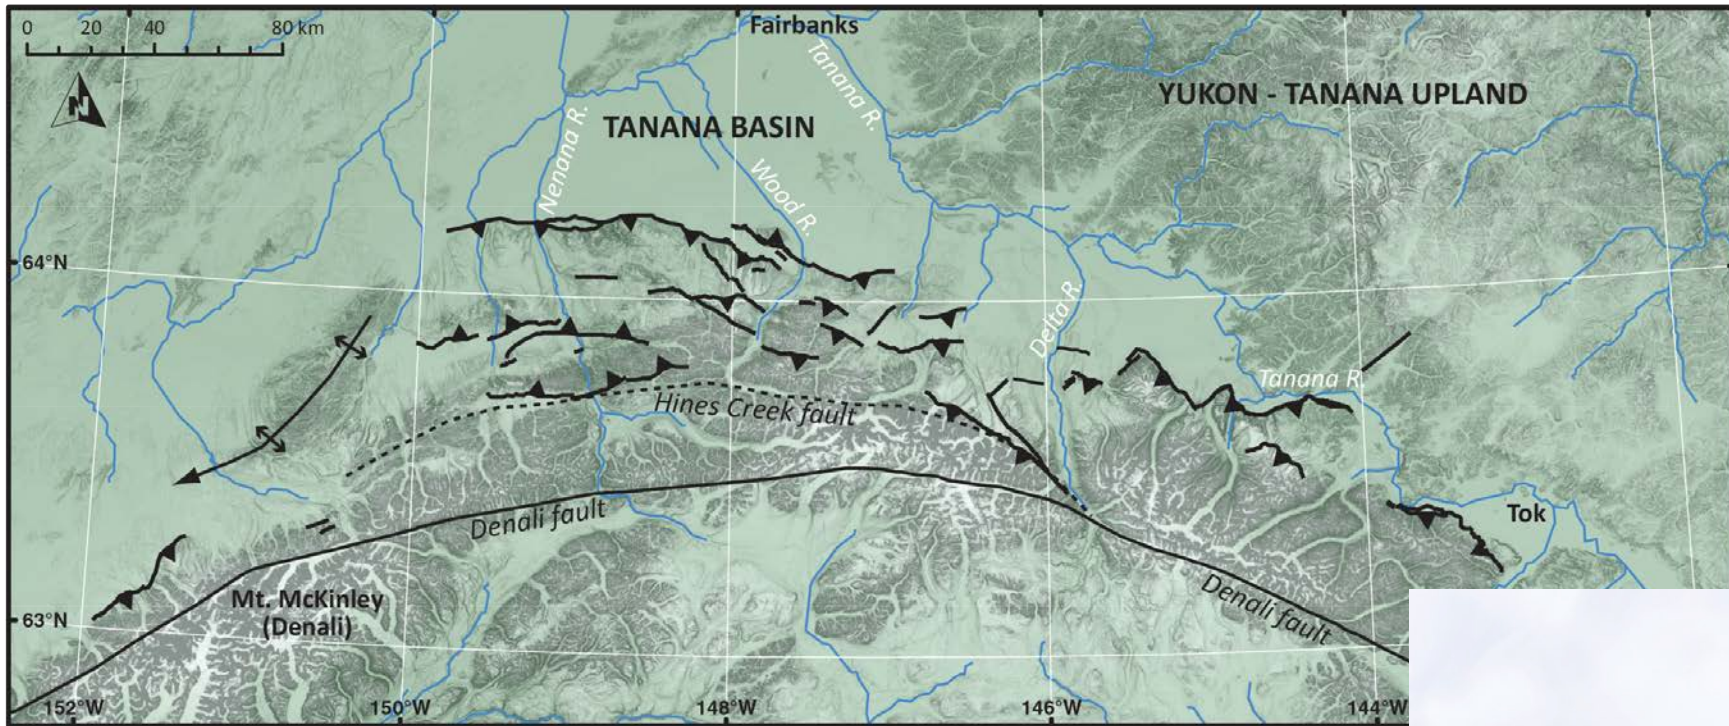 0 20 40 80 km
Fairbanks
N
Tanana R.
YUKON - TANANA UPLAND
TANANA BASIN
Nenana R.
Wood R.
64°N
Delta R.
Tanana R.
Hines Creek fault
Denali fault
Tok
Mt. McKinley
(Denali)
Denali fault
63°N
152°W 150°W 148°W 146°W 144°W